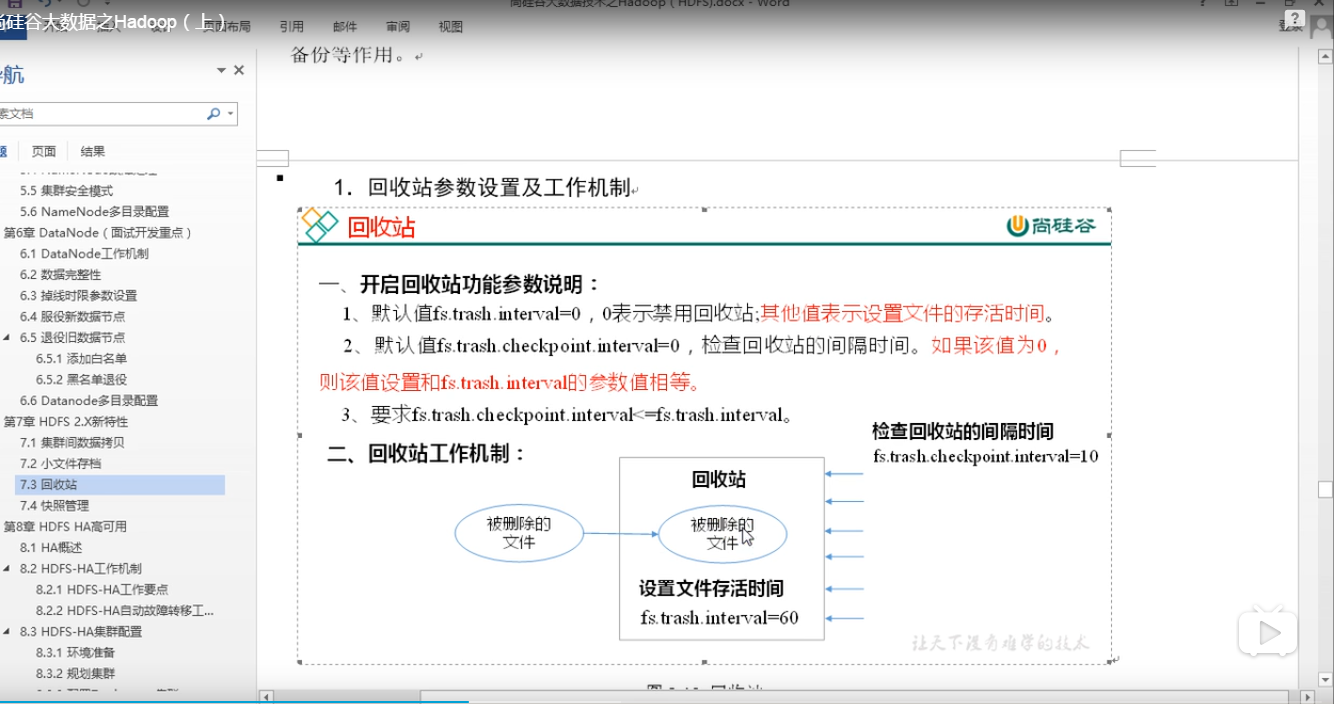 尚硅谷大数据技术之Hadoop（HDFS).docx - Word
尚硅谷大数据之Hadoop（上）
页面布局 引用 邮件 审阅 视图
登录
备份等作用。
导航
索文档
题 页面 结果
5.5 集群安全模式
5.6 NameNode多目录配置
第6章 DataNode（面试开发重点）
6.1 DataNode工作机制
6.2 数据完整性
6.3 掉线时限参数设置
6.4 服役新数据节点
6.5 退役旧数据节点
6.5.1 添加白名单
6.5.2 黑名单退役
6.6 Datanode多目录配置
第7章 HDFS 2.X新特性
7.1 集群间数据拷贝
7.2 小文件存档
7.3 回收站
7.4 快照管理
第8章 HDFS HA高可用
8.1 HA概述
8.2 HDFS-HA工作机制
8.2.1 HDFS-HA工作要点
8.2.2 HDFS-HA自动故障转移工...
8.3 HDFS-HA集群配置
8.3.1 环境准备
8.3.2 规划集群
1．回收站参数设置及工作机制
回收站
尚硅谷
一、开启回收站功能参数说明：
1、默认值fs.trash.interval=0，0表示禁用回收站;其他值表示设置文件的存活时间。
2、默认值fs.trash.checkpoint.interval=0，检查回收站的间隔时间。如果该值为0，
则该值设置和fs.trash.interval的参数值相等。
3、要求fs.trash.checkpoint.interval<=fs.trash.interval。
二、回收站工作机制：
检查回收站的间隔时间
fs.trash.checkpoint.interval=10
回收站
被删除的
文件
被删除的
文件
设置文件存活时间
fs.trash.interval=60
让天下没有难学的技术